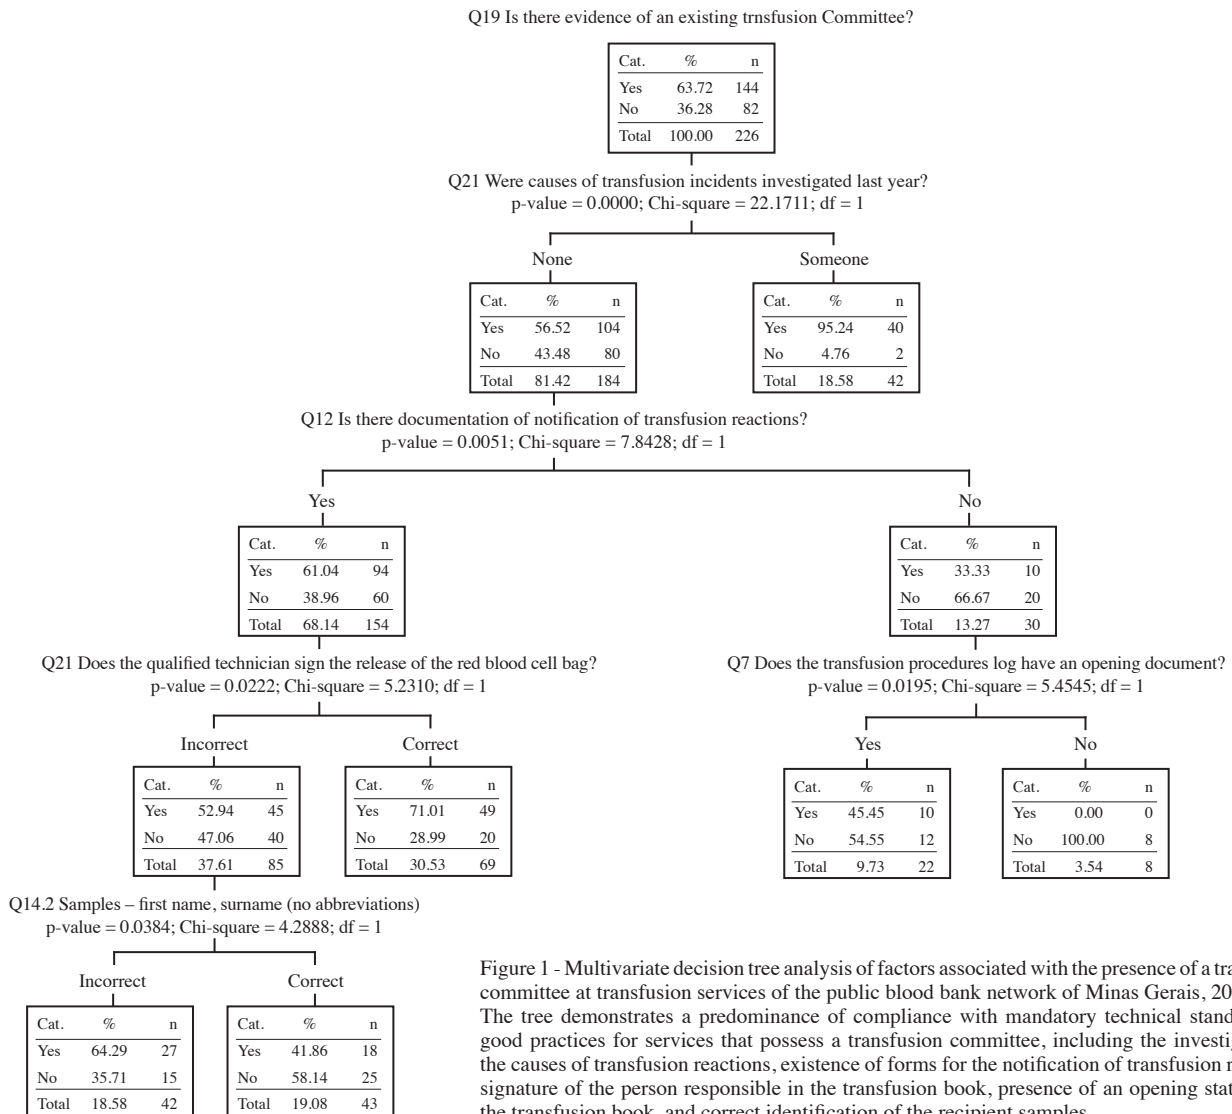 Q19 Is there evidence of an existing trnsfusion Committee?
Cat. % n
Yes 63.72 144
No 36.28 82
Total 100.00 226
Q21 Were causes of transfusion incidents investigated last year?
p-value = 0.0000; Chi-square = 22.1711; df = 1
None
Cat. % n
Yes 56.52 104
No 43.48 80
Total 81.42 184
Someone
Cat. % n
Yes 95.24 40
No 4.76 2
Total 18.58 42
Q12 Is there documentation of notification of transfusion reactions?
p-value = 0.0051; Chi-square = 7.8428; df = 1
Yes
Cat. % n
Yes 61.04 94
No 38.96 60
Total 68.14 154
No
Cat. % n
Yes 33.33 10
No 66.67 20
Total 13.27 30
Q21 Does the qualified technician sign the release of the red blood cell bag?
p-value = 0.0222; Chi-square = 5.2310; df = 1
Incorrect
Cat. % n
Yes 52.94 45
No 47.06 40
Total 37.61 85
Correct
Cat. % n
Yes 71.01 49
No 28.99 20
Total 30.53 69
Q7 Does the transfusion procedures log have an opening document?
p-value = 0.0195; Chi-square = 5.4545; df = 1
Yes
Cat. % n
Yes 45.45 10
No 54.55 12
Total 9.73 22
No
Cat. % n
Yes 0.00 0
No 100.00 8
Total 3.54 8
Q14.2 Samples – first name, surname (no abbreviations)
p-value = 0.0384; Chi-square = 4.2888; df = 1
Incorrect
Cat. % n
Yes 64.29 27
No 35.71 15
Total 18.58 42
Correct
Cat. % n
Yes 41.86 18
No 58.14 25
Total 19.08 43
Figure 1 - Multivariate decision tree analysis of factors associated with the presence of a
committee at transfusion services of the public blood bank network of Minas Gerais,
The tree demonstrates a predominance of compliance with mandatory technical
good practices for services that possess a transfusion committee, including the
the causes of transfusion reactions, existence of forms for the notification of transfusion
signature of the person responsible in the transfusion book, presence of an opening
the transfusion book, and correct identification of the recipient samples